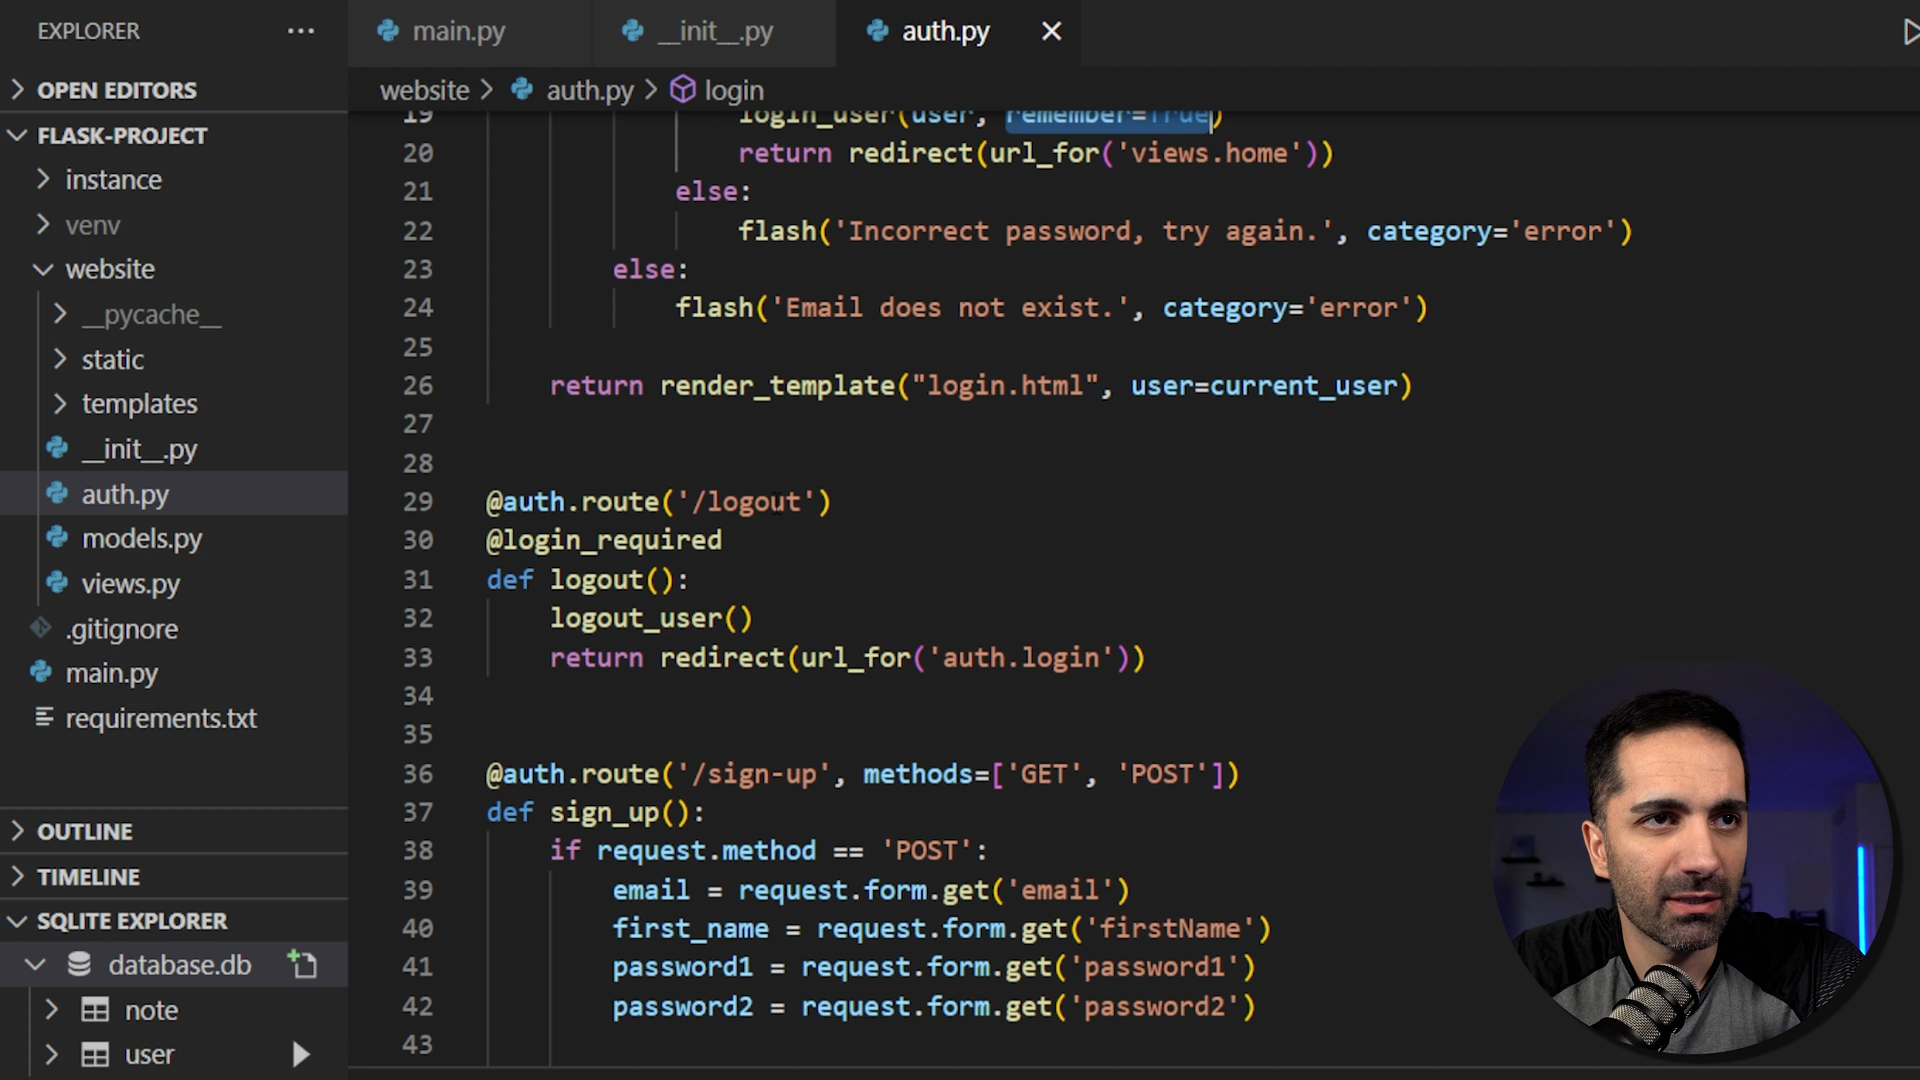 EXPLORER
main.py
__init__.py
auth.py
OPEN EDITORS
website > auth.py > login
FLASK-PROJECT
instance
venv
website
__pycache__
static
templates
__init__.py
auth.py
models.py
views.py
.gitignore
main.py
requirements.txt
OUTLINE
TIMELINE
SQLITE EXPLORER
database.db
note
user
19 login_user(user, remember=True)
20 return redirect(url_for('views.home'))
21 else:
22 flash('Incorrect password, try again.', category='error')
23 else:
24 flash('Email does not exist.', category='error')
25
26 return render_template("login.html", user=current_user)
27
28
29 @auth.route('/logout')
30 @login_required
31 def logout():
32 logout_user()
33 return redirect(url_for('auth.login'))
34
35
36 @auth.route('/sign-up', methods=['GET', 'POST'])
37 def sign_up():
38 if request.method == 'POST':
39 email = request.form.get('email')
40 first_name = request.form.get('firstName')
41 password1 = request.form.get('password1')
42 password2 = request.form.get('password2')
43